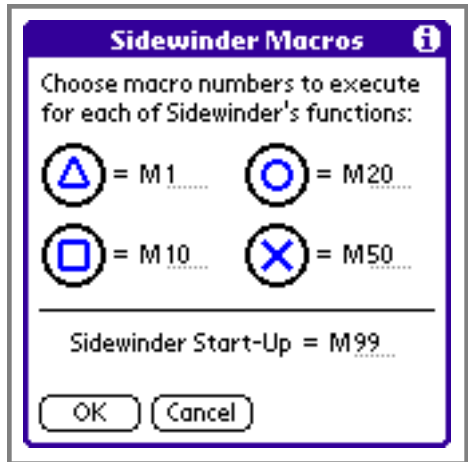 Sidewinder Macros i
Choose macro numbers to execute
for each of Sidewinder's functions:
= M1 = M20
= M10 = M50
Sidewinder Start-Up = M99
OK Cancel